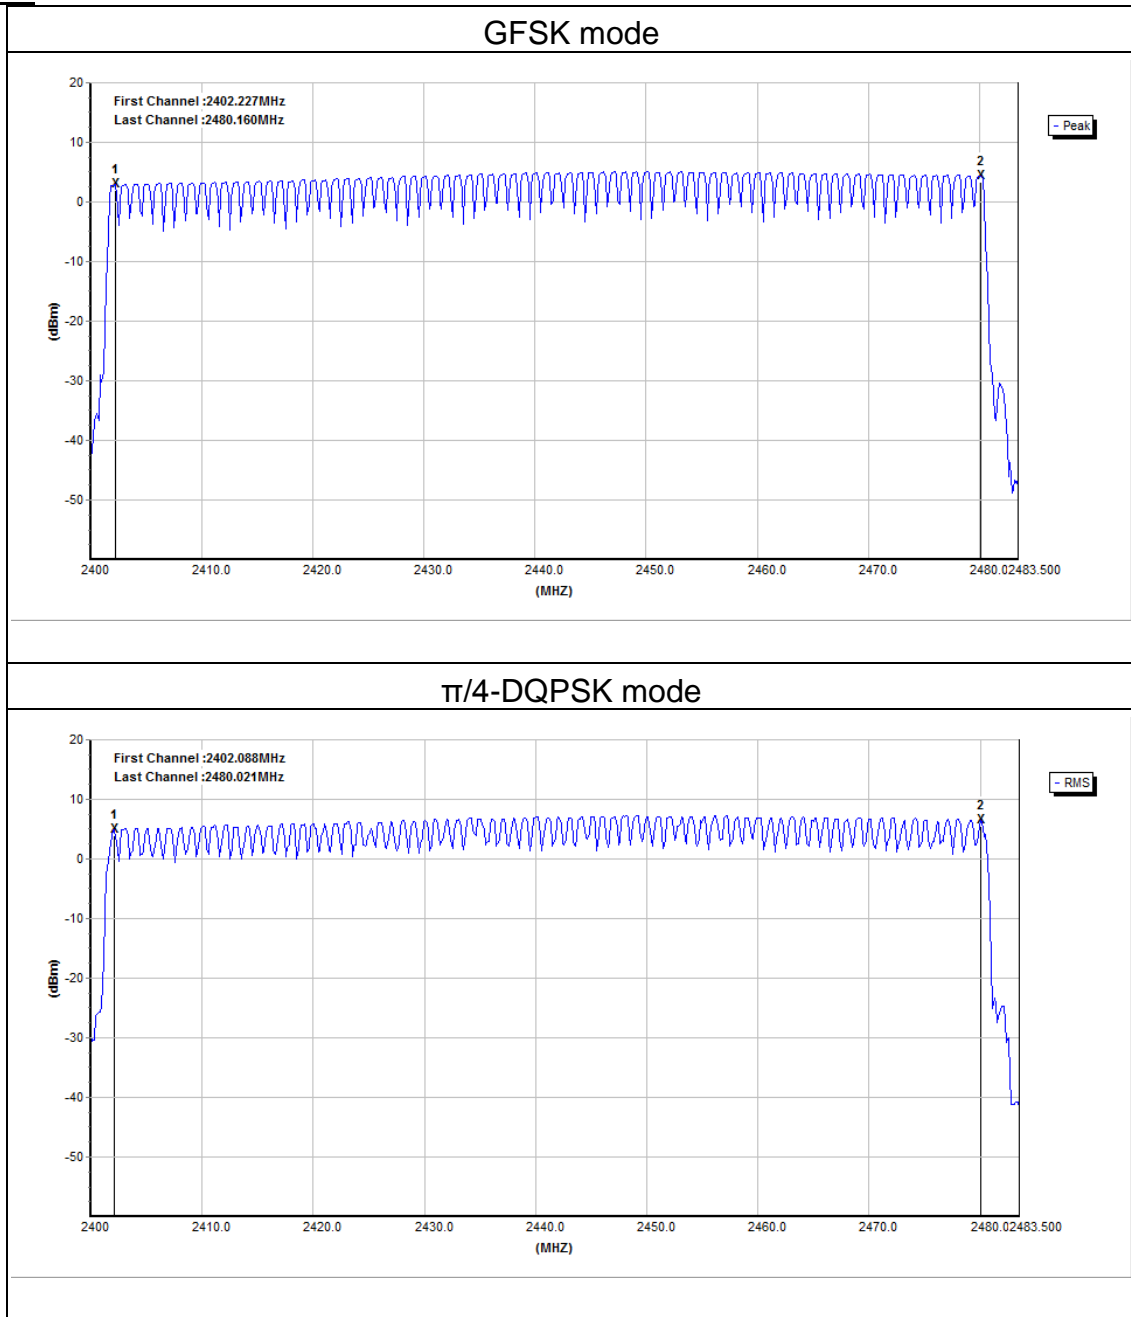 GFSK mode
First Channel :2402.227MHz
Last Channel :2480.160MHz
- Peak
20
10
0
-10
-20
-30
-40
-50
(dBm)
1
X
2
X
2400 2410.0 2420.0 2430.0 2440.0 2450.0 2460.0 2470.0 2480.02483.500
(MHZ)
π/4-DQPSK mode
First Channel :2402.088MHz
Last Channel :2480.021MHz
- RMS
20
10
0
-10
-20
-30
-40
-50
(dBm)
1
X
2
X
2400 2410.0 2420.0 2430.0 2440.0 2450.0 2460.0 2470.0 2480.02483.500
(MHZ)